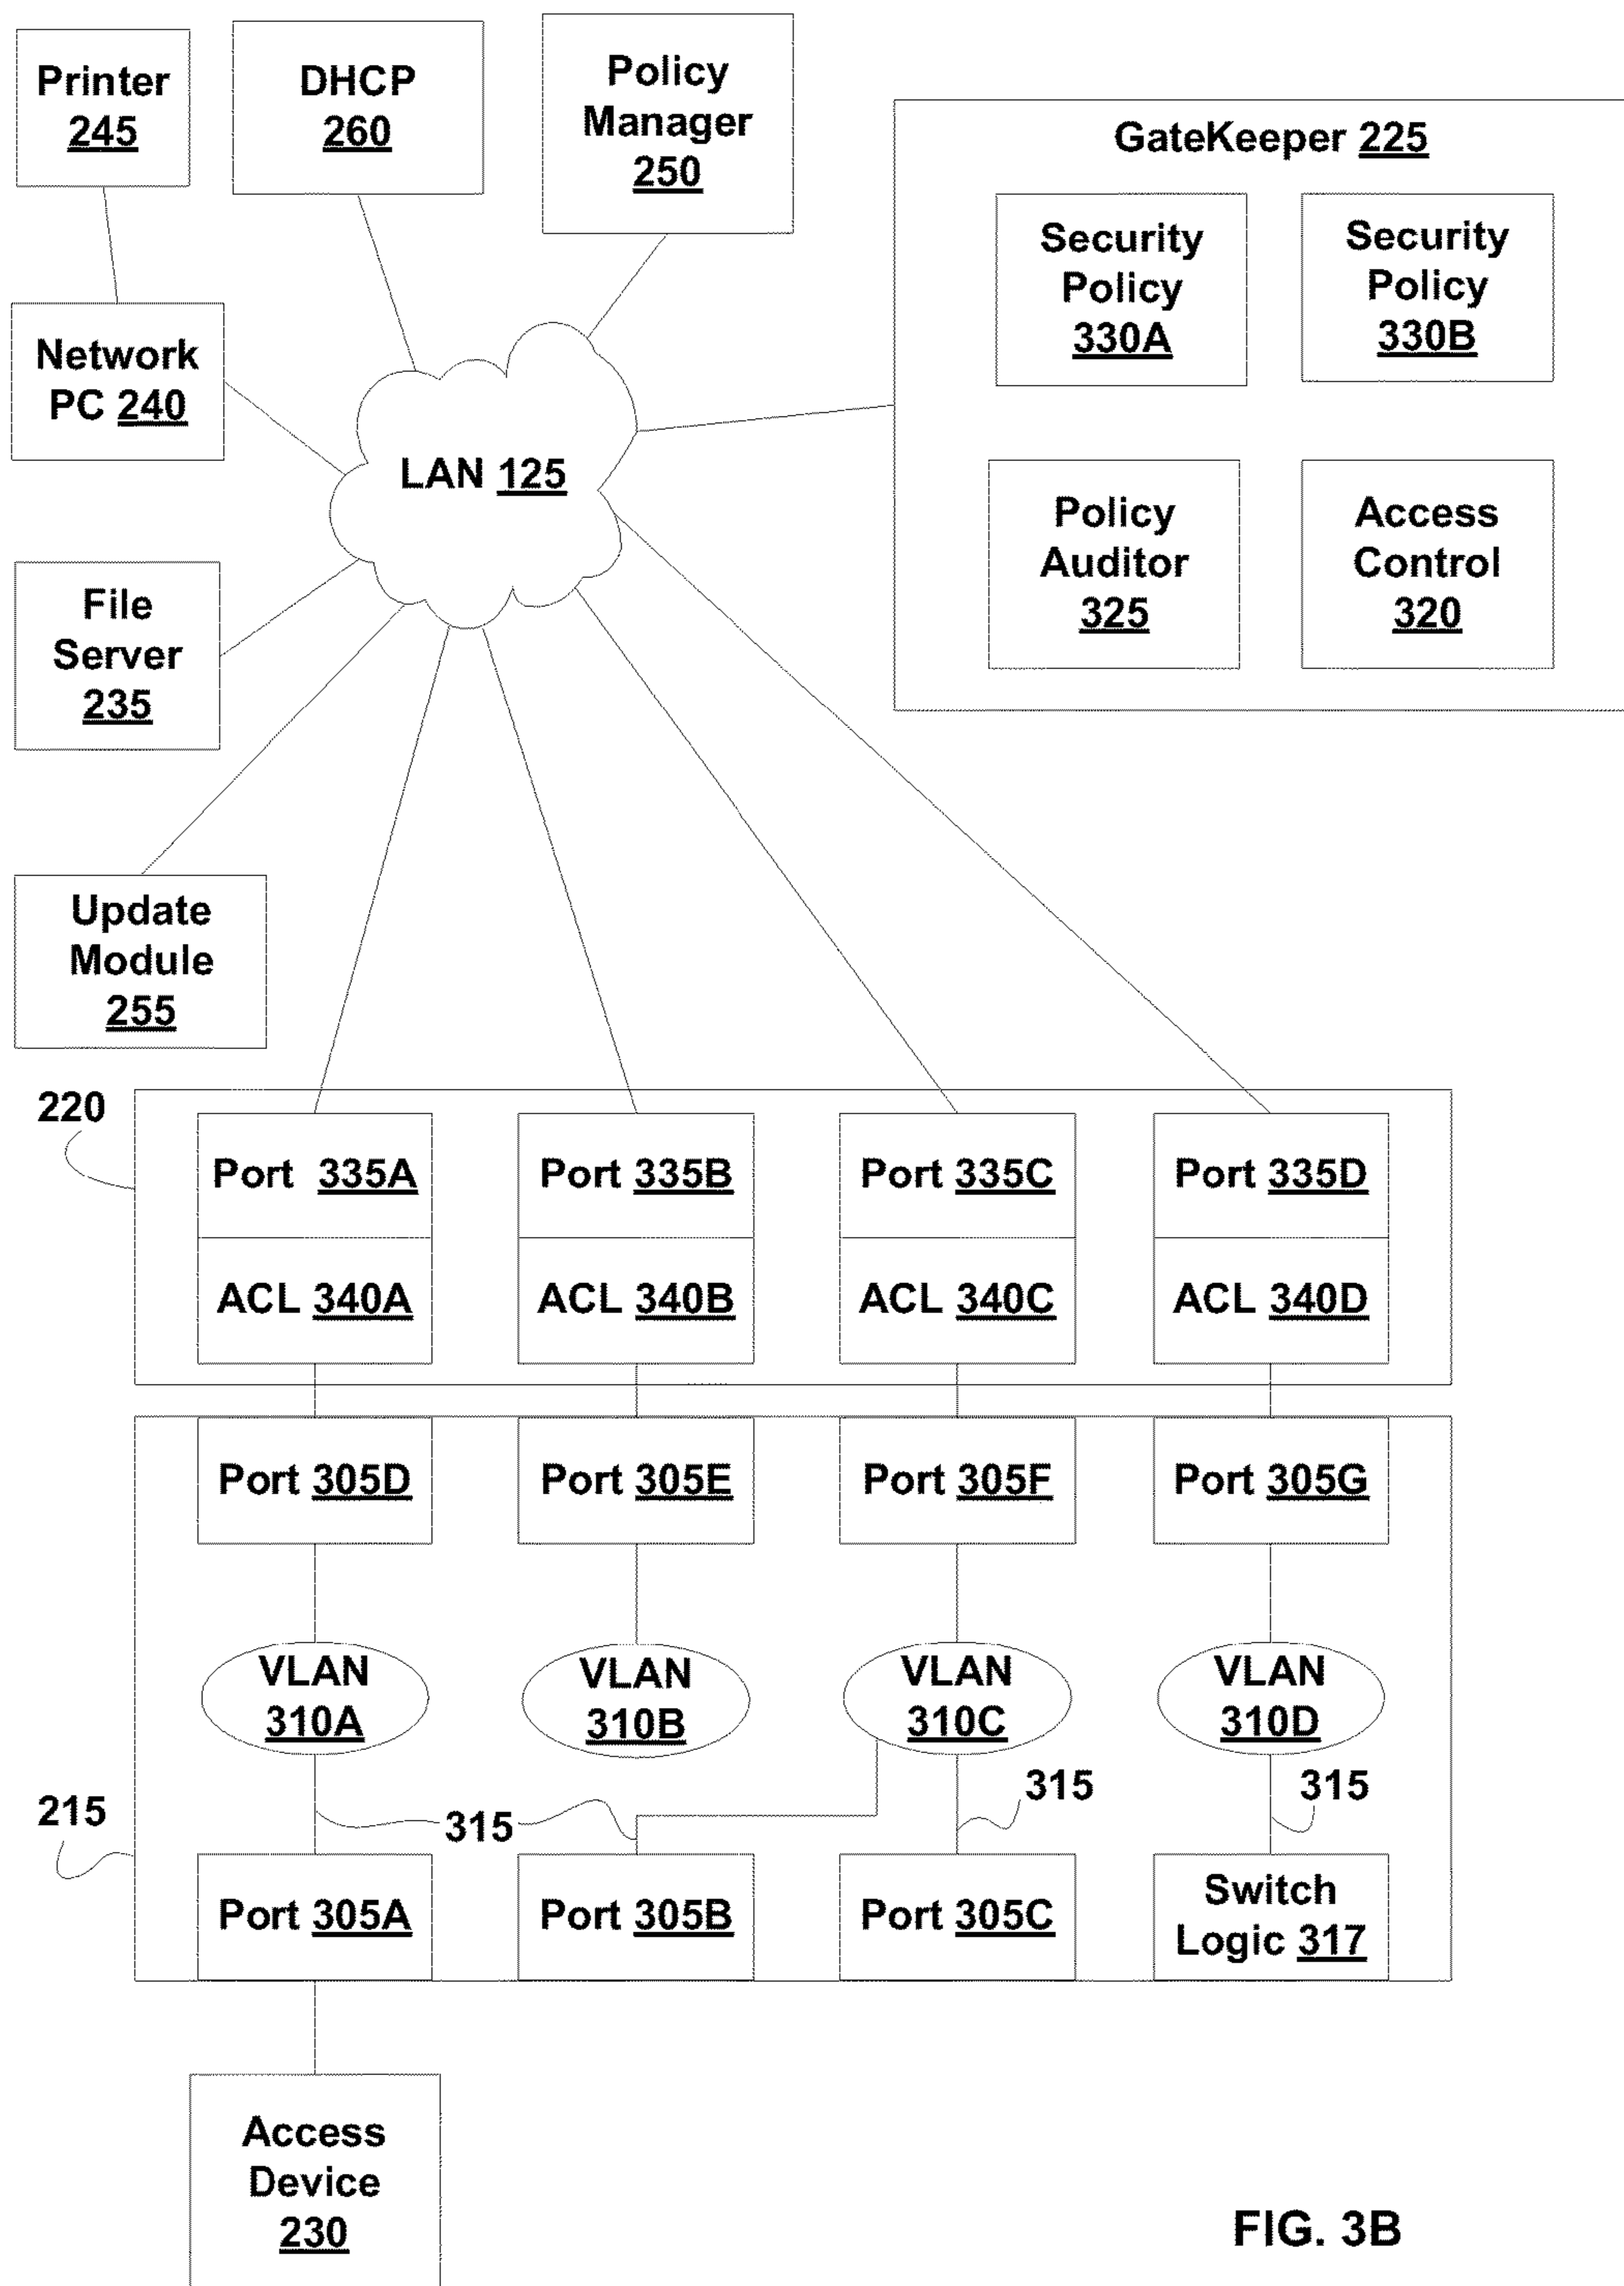 Printer
245
DHCP
260
Policy
Manager
250
GateKeeper 225
Security
Policy
330A
Security
Policy
330B
Network
PC 240
LAN 125
Policy
Auditor
325
Access
Control
320
File
Server
235
Update
Module
255
220
Port 335A
Port 335B
Port 335C
Port 335D
ACL 340A
ACL 340B
ACL 340C
ACL 340D
Port 305D
Port 305E
Port 305F
Port 305G
VLAN
310A
VLAN
310B
VLAN
310C
VLAN
310D
215
315
315
315
Port 305A
Port 305B
Port 305C
Switch
Logic 317
Access
Device
230
FIG. 3B